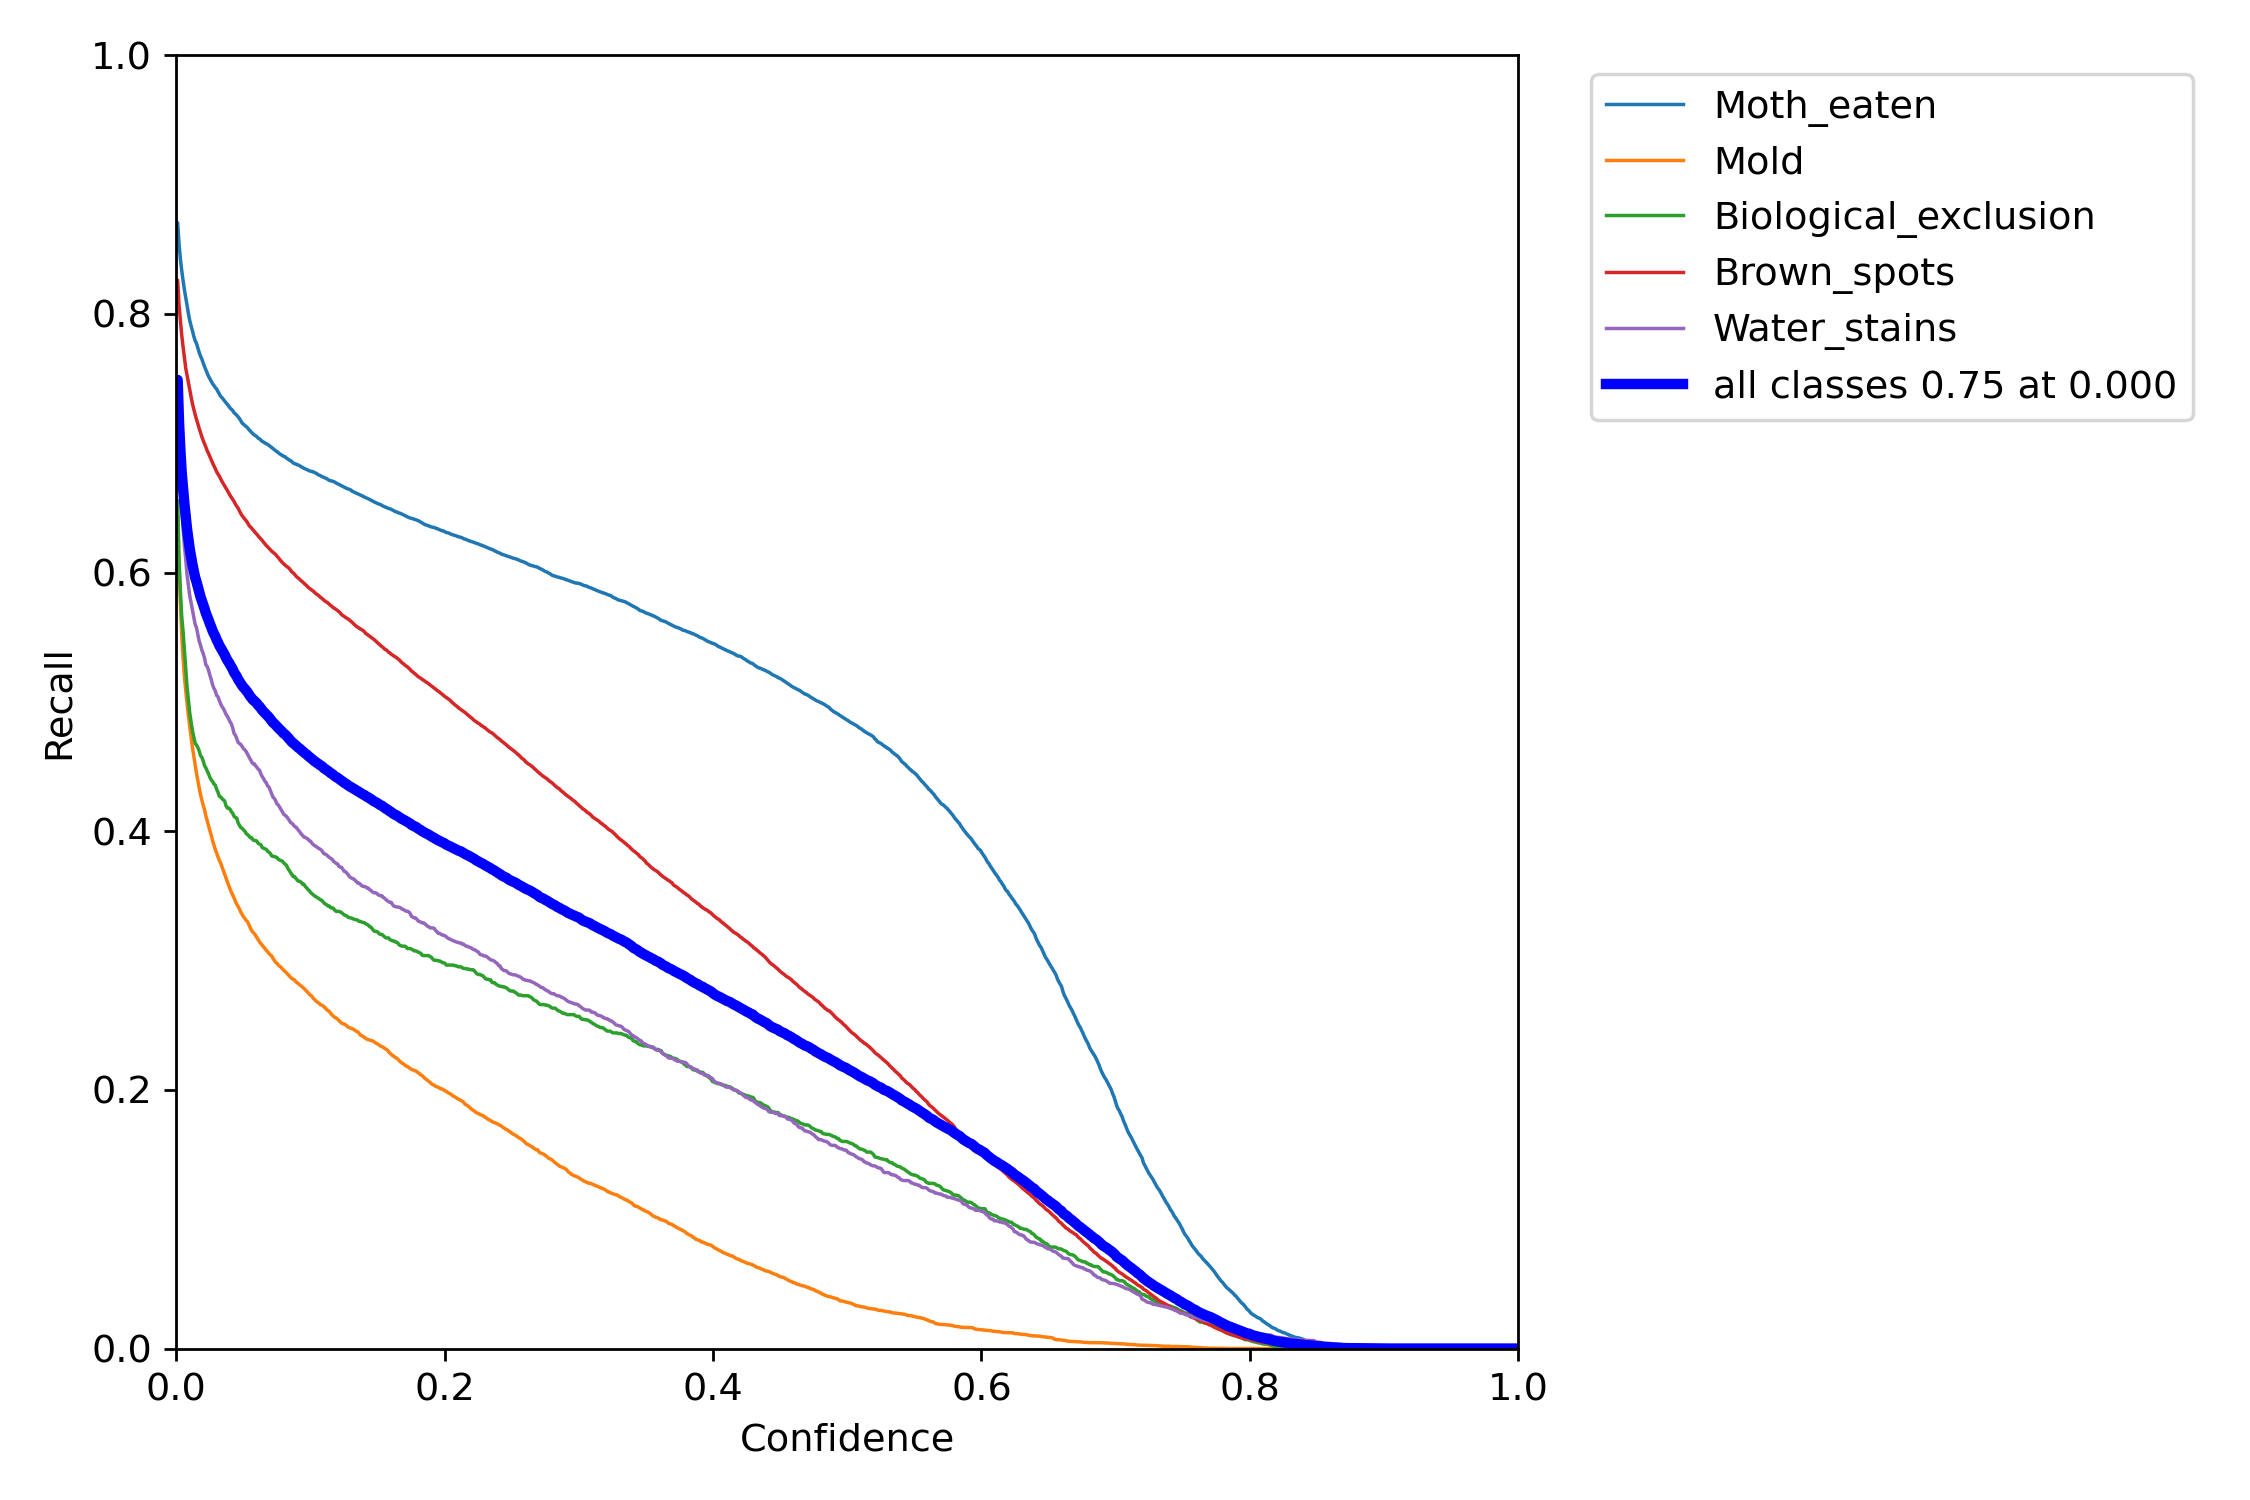 1.0
0.8
0.6
0.4
0.2
0.0
Recall
0.0 0.2 0.4 0.6 0.8 1.0
Confidence
Moth_eaten
Mold
Biological_exclusion
Brown_spots
Water_stains
all classes 0.75 at 0.000